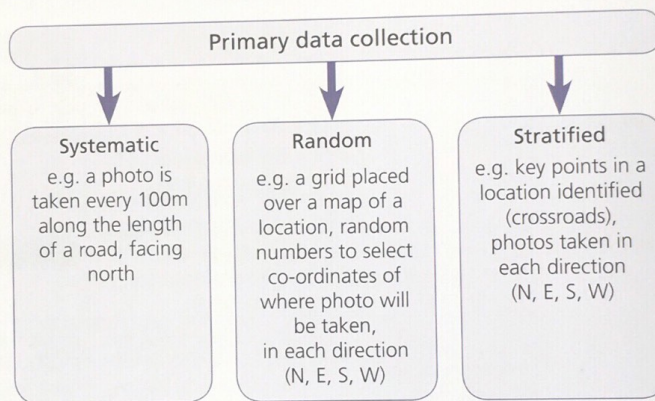 Primary data collection
Systematic
e.g. a photo is
taken every 100m
along the length
of a road, facing
north
Random
e.g. a grid placed
over a map of a
location, random
numbers to select
co-ordinates of
where photo will
be taken,
in each direction
(N, E, S, W)
Stratified
e.g. key points in a
location identified
(crossroads),
photos taken in
each direction
(N, E, S, W)